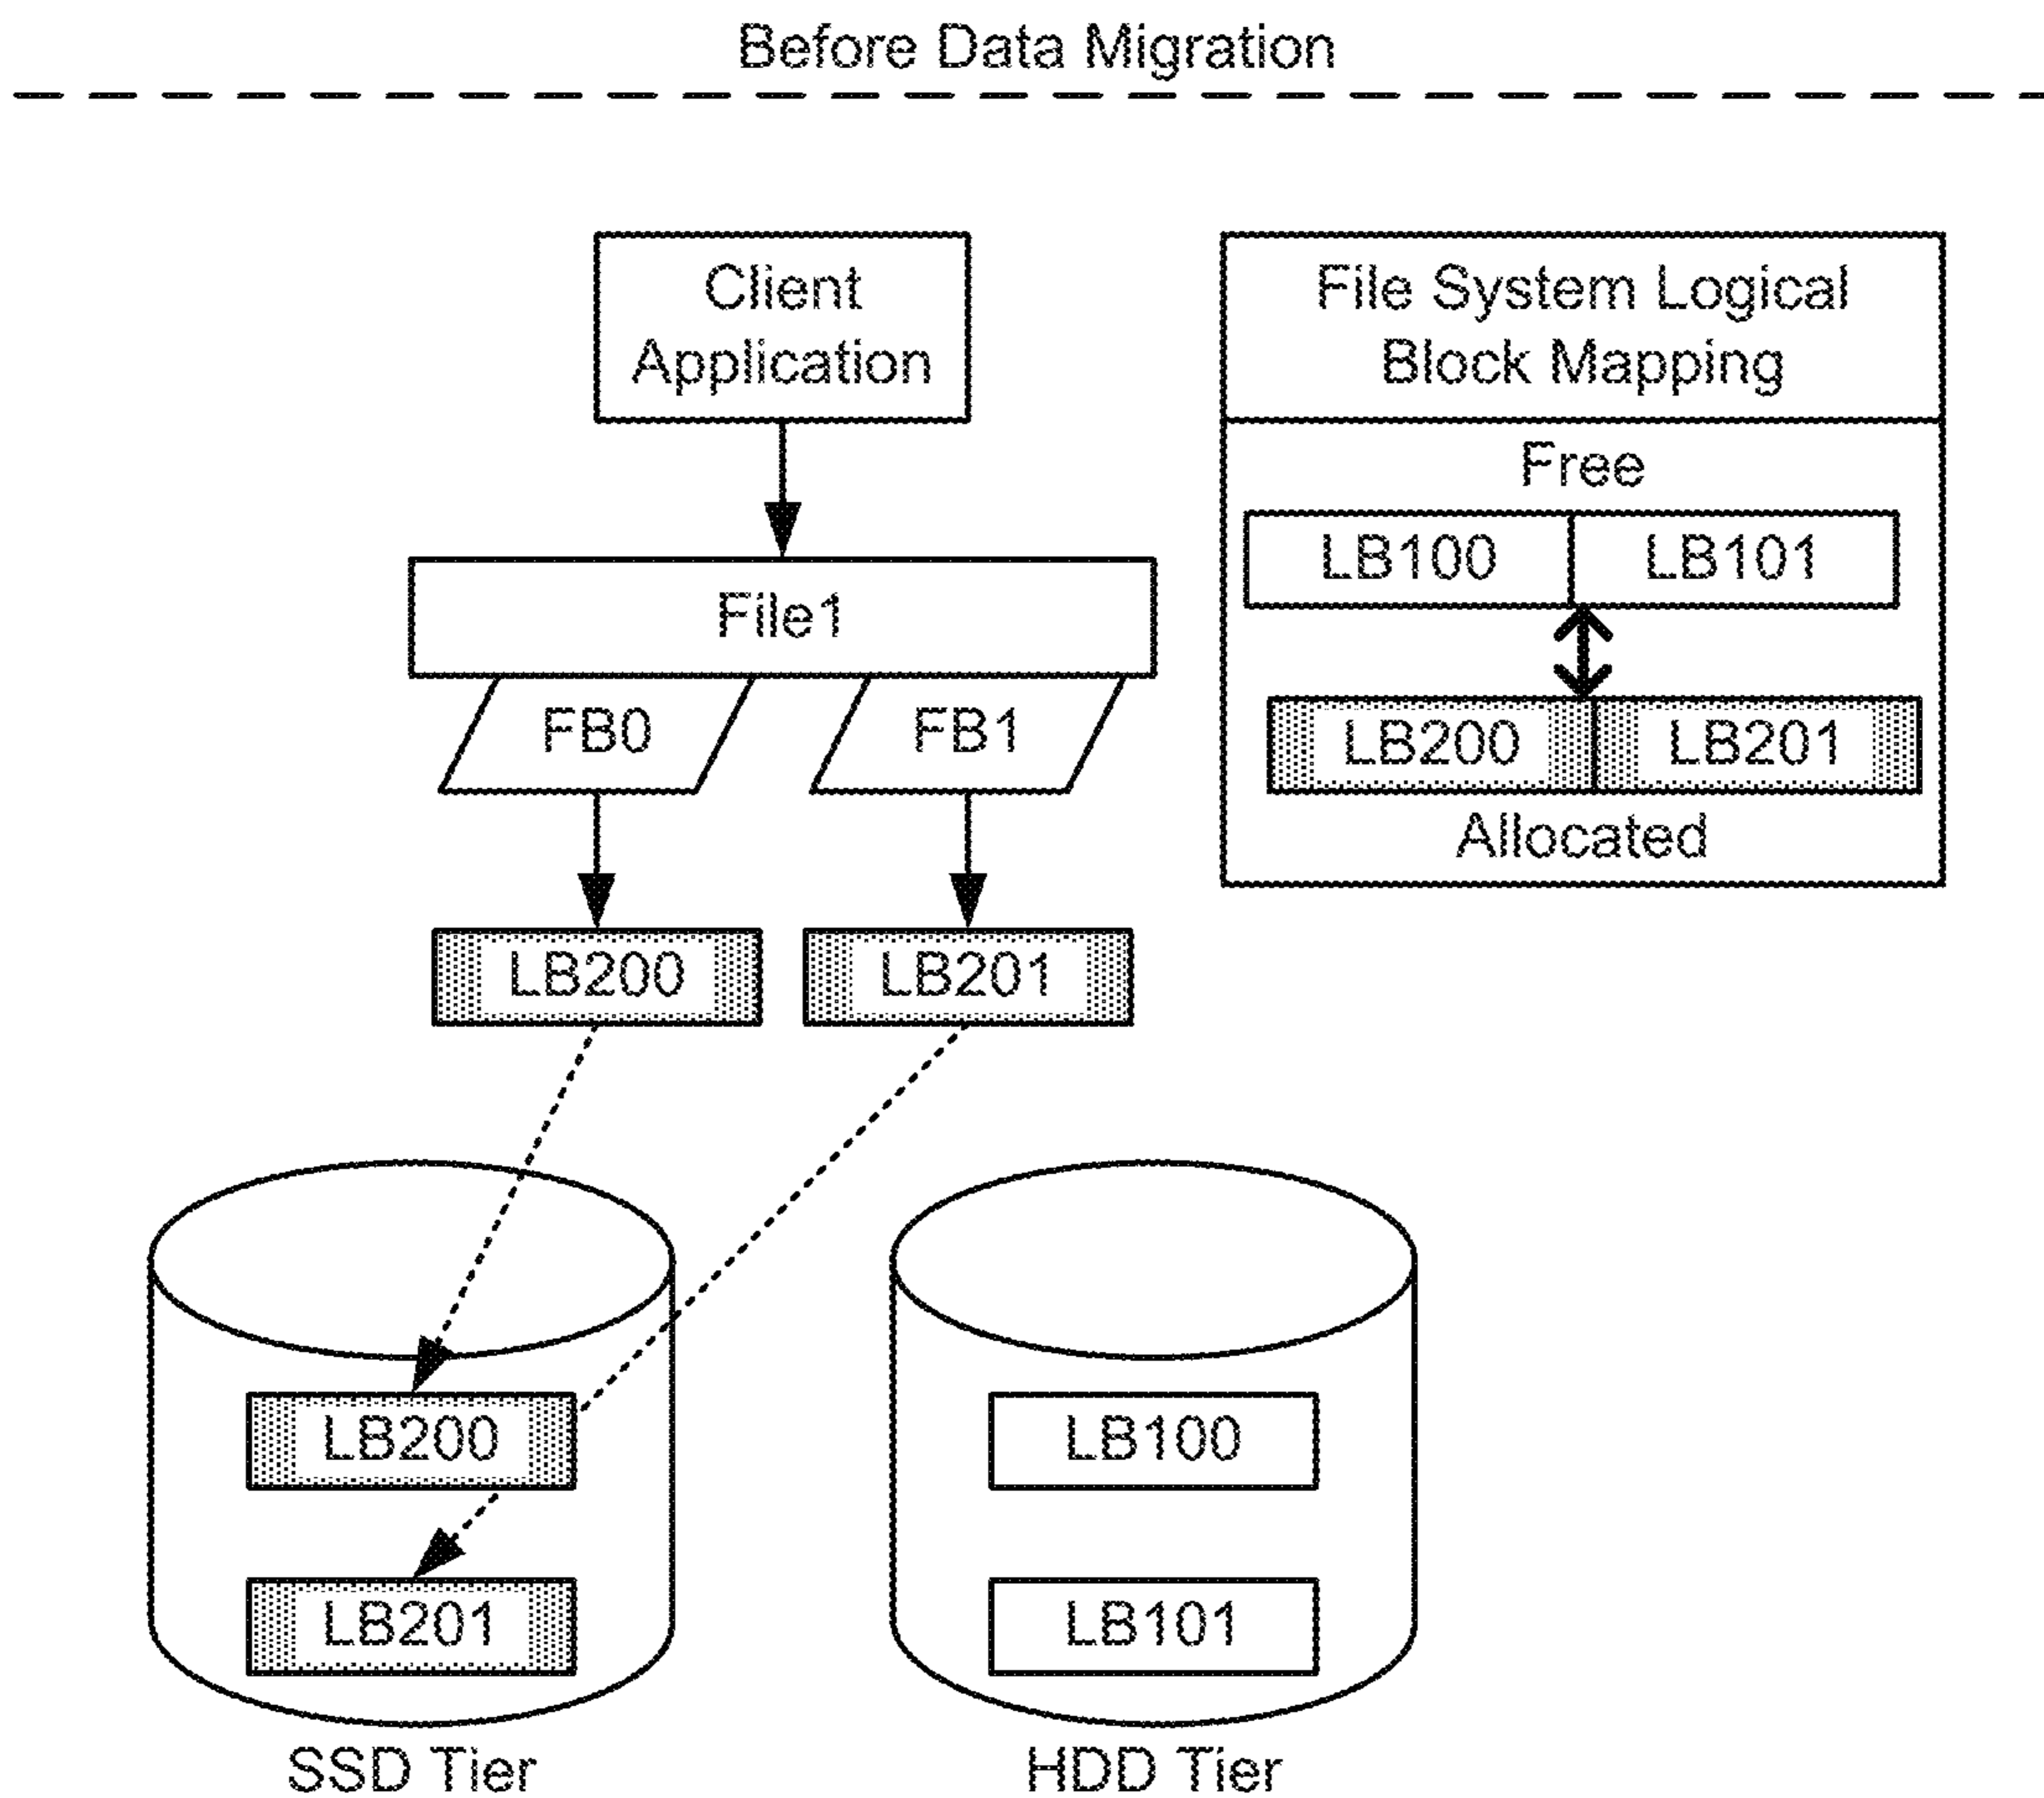 Before Data Migration
Client
Application
File System Logical
Block Mapping
Free
LB100 LB101
File1
FB0 FB1
LB200 LB201
Allocated
LB200 LB201
LB200 LB100
LB201 LB101
SSD Tier HDD Tier